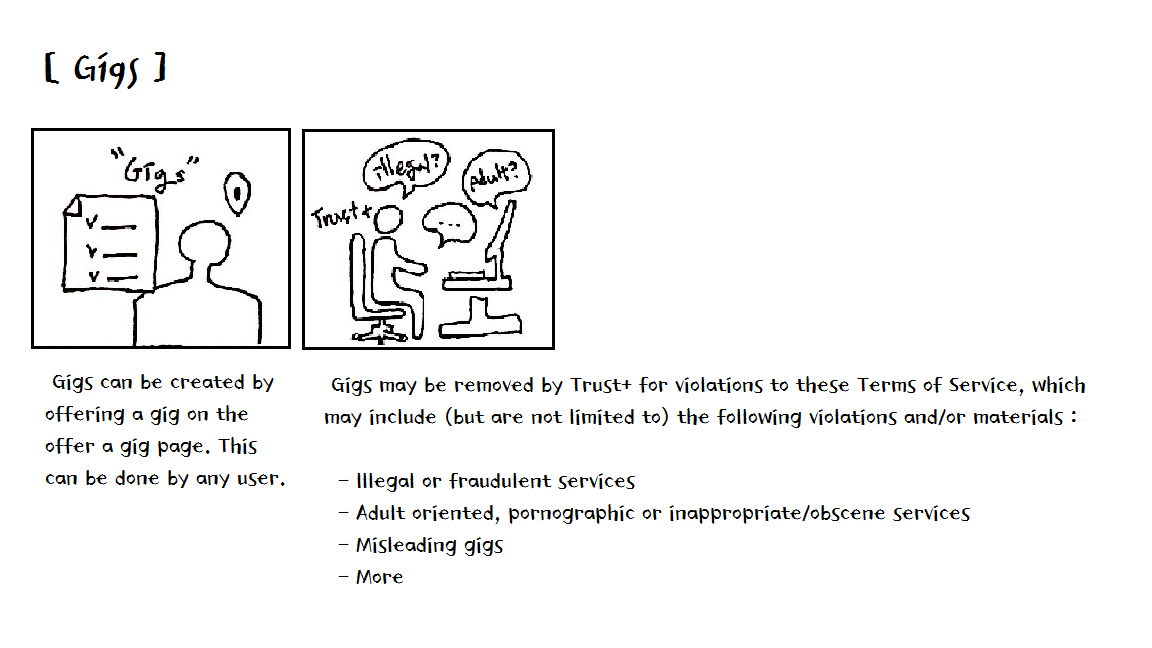 [ Gigs ]
"Gigs"
illegal?
Adult?
Trust+
...
Gigs can be created by
offering a gig on the
offer a gig page. This
can be done by any user.
Gigs may be removed by Trust+ for violations to these Terms of Service, which
may include (but are not limited to) the following violations and/or materials :
- Illegal or fraudulent services
- Adult oriented, pornographic or inappropriate/obscene services
- Misleading gigs
- More